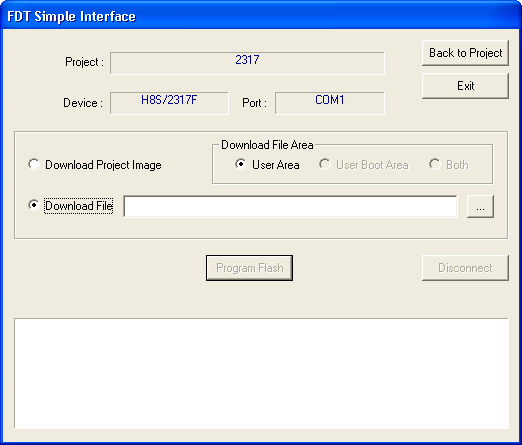 FDT Simple Interface
Project : 2317 Back to Project
Device : H8S/2317F Port : COM1 Exit
Download File Area
Download Project Image User Area User Boot Area Both
Download File ...
Program Flash Disconnect